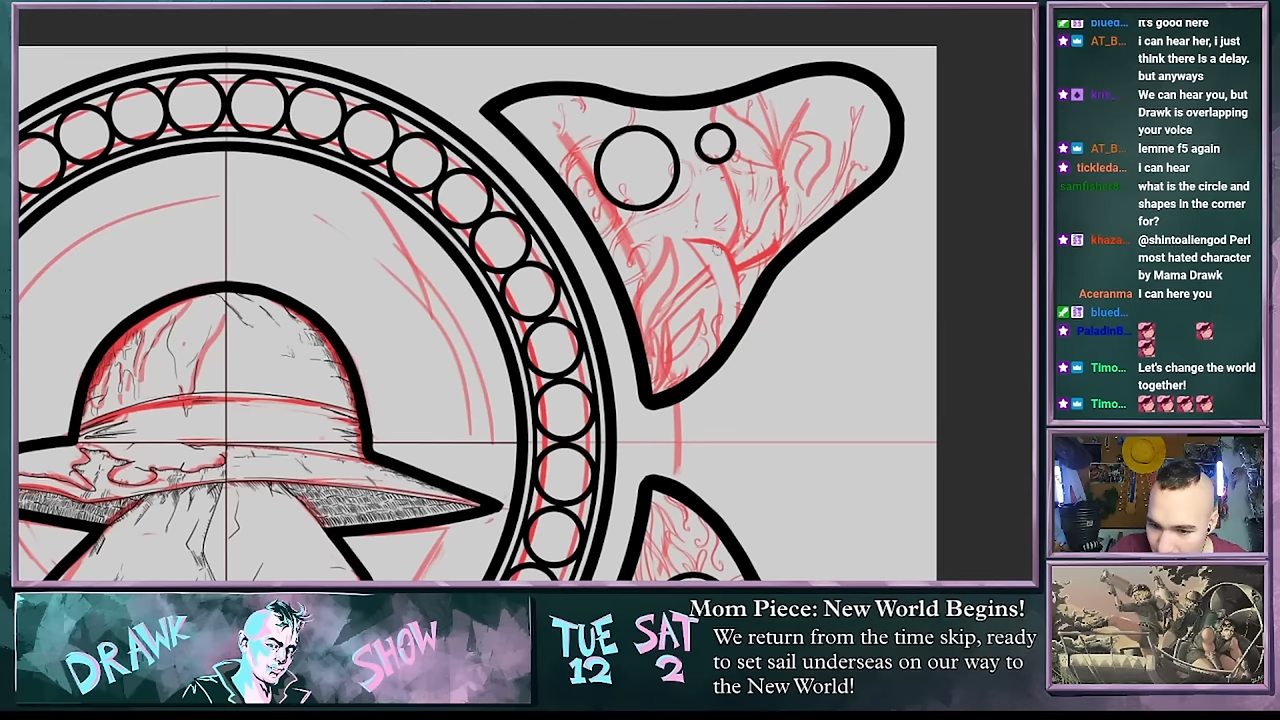 blued... it's good here
AT_B... i can hear her, i just
think there is a delay.
but anyways
We can hear you, but
Drawk is overlapping
your voice
AT_B... lemme f5 again
tickleda... I can hear
what is the circle and
shapes in the corner
for?
khaza... @shintoaliengod Peri
most hated character
by Mama Drawk
Aceranma I can here you
blued...
PaladinB...
Timo... Let's change the world
together!
Timo...
DRAWK
SHOW
TUE
12
SAT
2
Mom Piece: New World Begins!
We return from the time skip, ready
to set sail underseas on our way to
the New World!